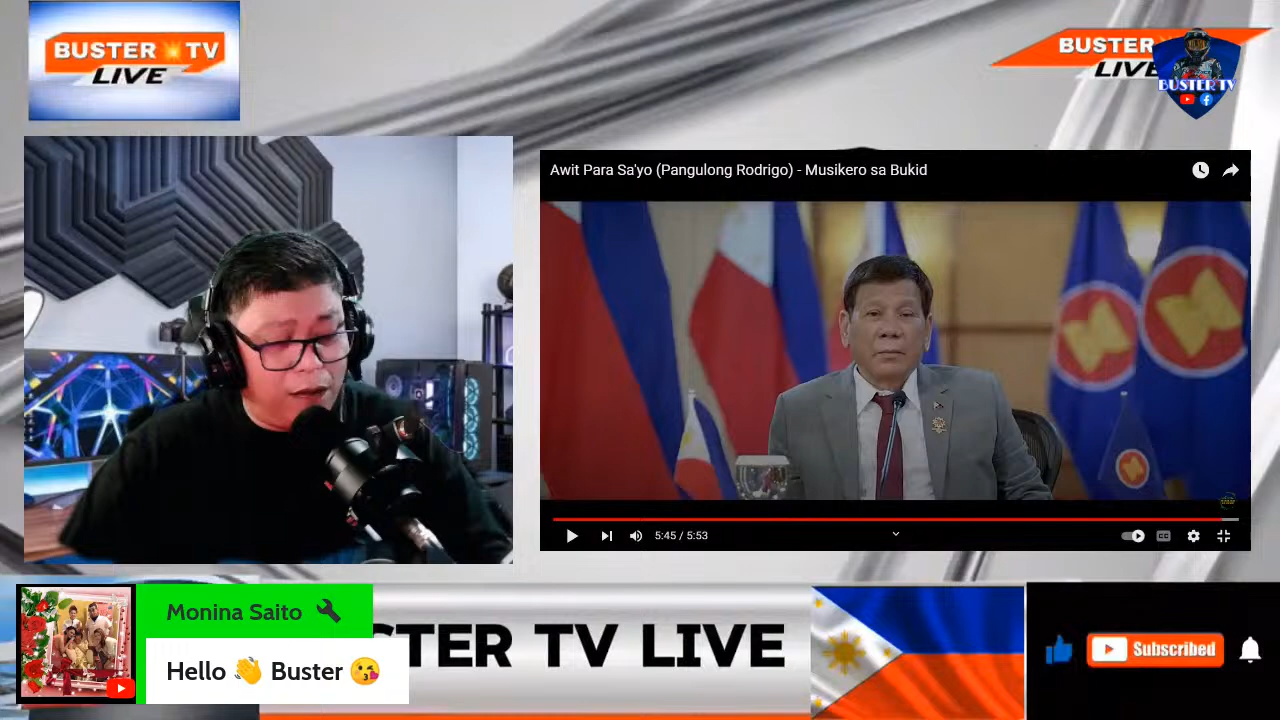 BUSTER TV
LIVE
BUSTER
LIVE
BUSTER TV
Awit Para Sa'yo (Pangulong Rodrigo) - Musikero sa Bukid
5:45 / 5:53
CC
Monina Saito
Hello 👋 Buster 😘
STER TV LIVE
Subscribed